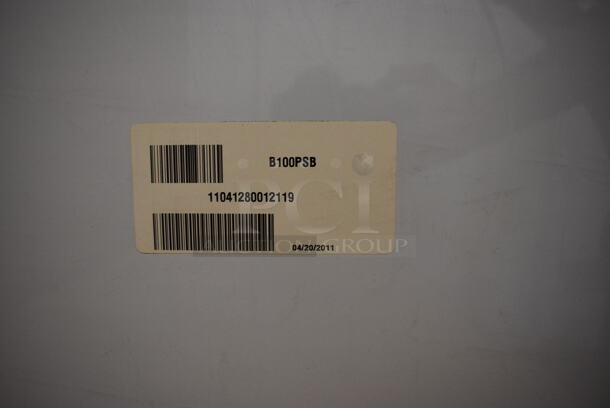 B100PSB
11041280012119
04/20/2011
PCI
AUCTION GROUP